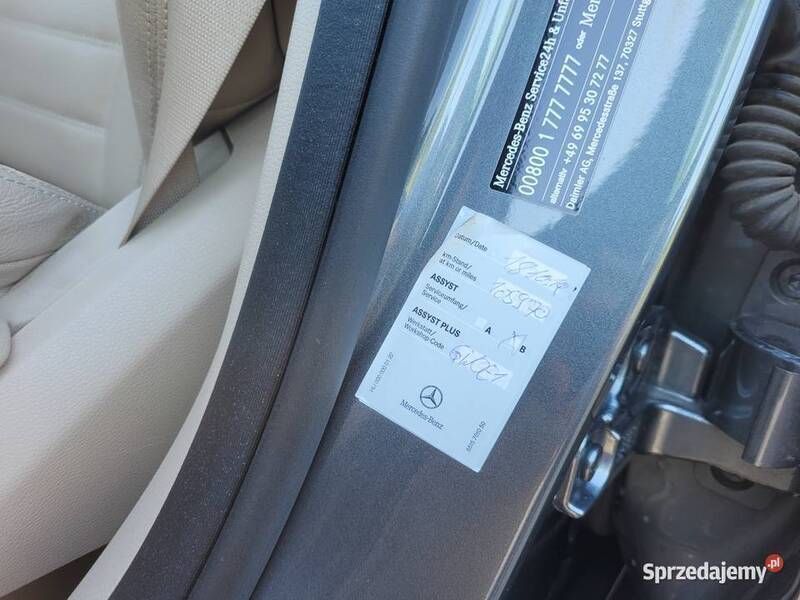 Mercedes-Benz Service24h & Unf
00800 1 777 7777 oder Mer
alternativ +49 69 95 30 72 77
Daimler AG, Mercedesstraße 137, 70327 Stuttg
Datum/Date
km-Stand/
at km or miles
ASSYST
Serviceumfang/
Service
A
X B
ASSYST PLUS
Werkstatt/
Workshop Code
Mercedes-Benz
Sprzedajemy.pl